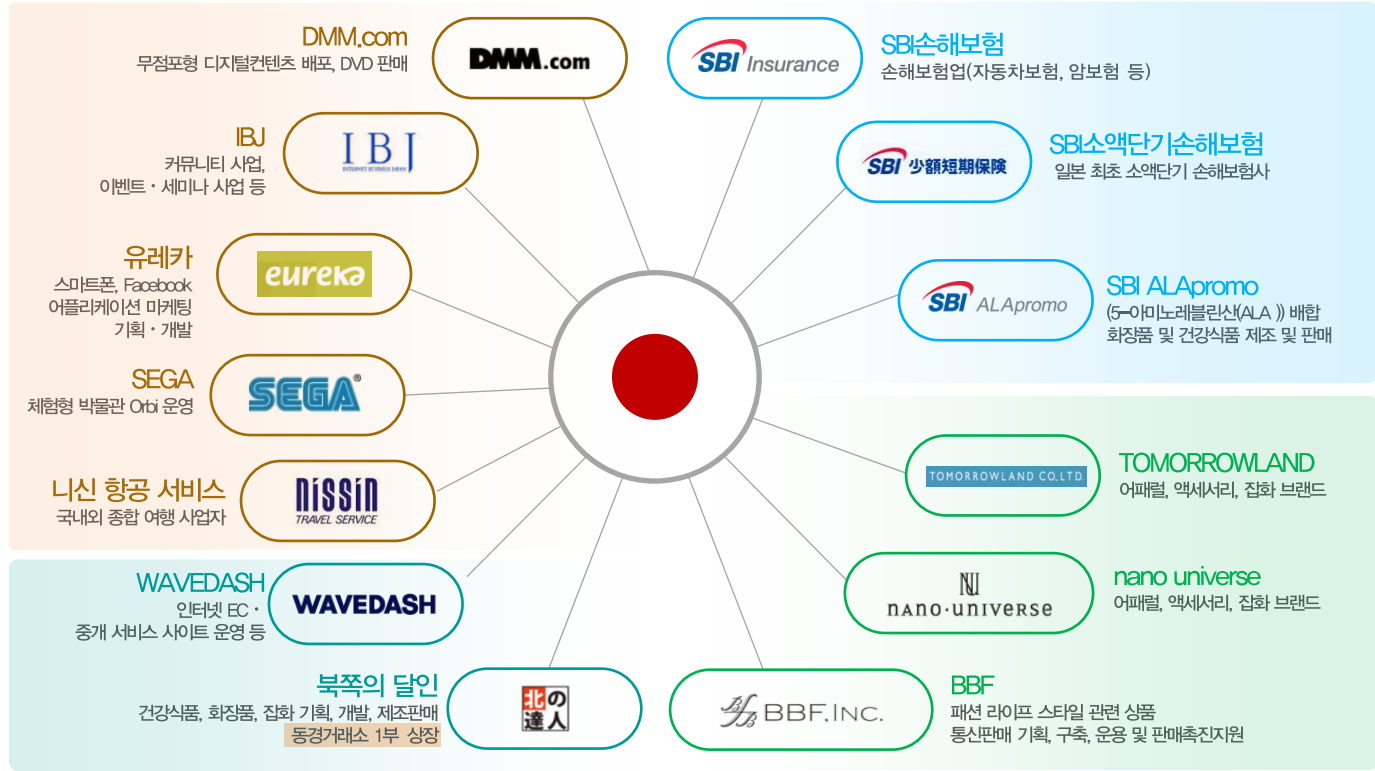 DMM.com
무점포형 디지털컨텐츠 배포, DVD 판매
DMM.com
IBJ
커뮤니티 사업,
이벤트・세미나 사업 등
IBJ
INTERNET BUSINESS JAPAN
유레카
스마트폰, Facebook
어플리케이션 마케팅
기획・개발
eureka
SEGA
체험형 박물관 Orbi 운영
SEGA®
니신 항공 서비스
국내외 종합 여행 사업자
nissin
TRAVEL SERVICE
WAVEDASH
인터넷 EC・
중개 서비스 사이트 운영 등
WAVEDASH
북쪽의 달인
건강식품, 화장품, 잡화 기획, 개발, 제조판매
동경거래소 1부 상장
北の
達人
SBI Insurance
SBI손해보험
손해보험업(자동차보험, 암보험 등)
SBI 少額短期保険
SBI소액단기손해보험
일본 최초 소액단기 손해보험사
SBI ALApromo
SBI ALApromo
(5-아미노레블린산(ALA )) 배합
화장품 및 건강식품 제조 및 판매
TOMORROWLAND CO.,LTD.
TOMORROWLAND
어패럴, 액세서리, 잡화 브랜드
NU
nano・universe
nano universe
어패럴, 액세서리, 잡화 브랜드
BBF, INC.
BBF
패션 라이프 스타일 관련 상품
통신판매 기획, 구축, 운용 및 판매촉진지원